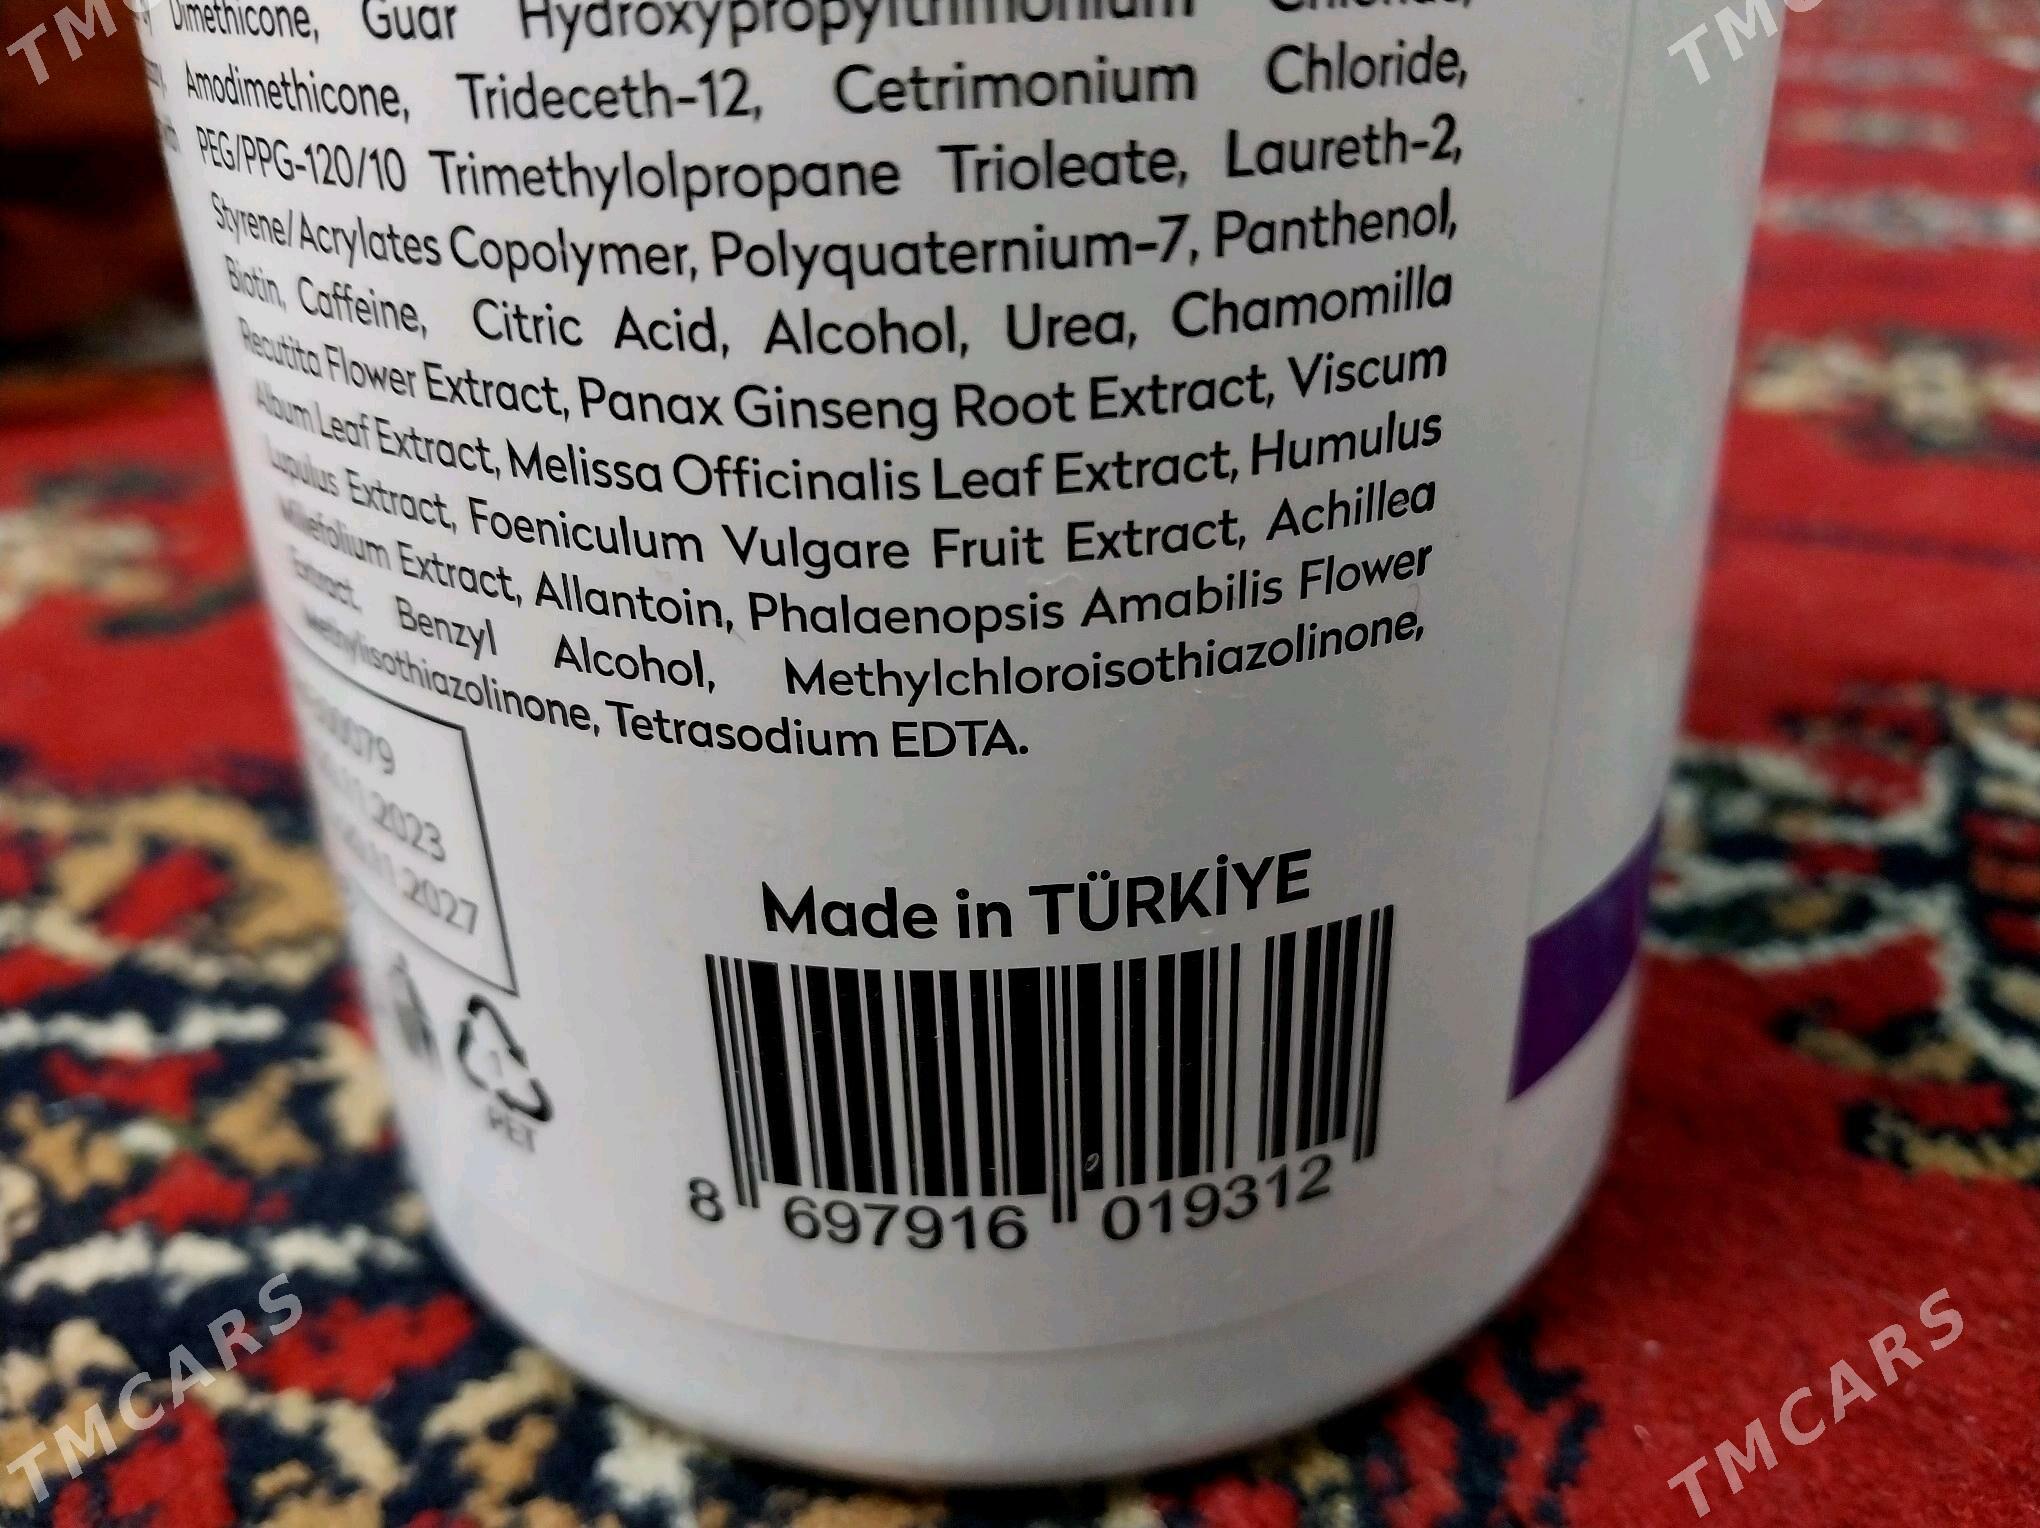 Dimethicone, Guar Hydroxypropyltrimonium Chloride,
Amodimethicone, Trideceth-12, Cetrimonium Chloride,
PEG/PPG-120/10 Trimethylolpropane Trioleate, Laureth-2,
Styrene/Acrylates Copolymer, Polyquaternium-7, Panthenol,
Biotin, Caffeine, Citric Acid, Alcohol, Urea, Chamomilla
Recutita Flower Extract, Panax Ginseng Root Extract, Viscum
Album Leaf Extract, Melissa Officinalis Leaf Extract, Humulus
Lupulus Extract, Foeniculum Vulgare Fruit Extract, Achillea
Millefolium Extract, Allantoin, Phalaenopsis Amabilis Flower
Extract, Benzyl Alcohol, Methylchloroisothiazolinone,
Methylisothiazolinone, Tetrasodium EDTA.
2023
2027
1
PET
Made in TÜRKİYE
8 697916 019312
TMCARS
TMCARS